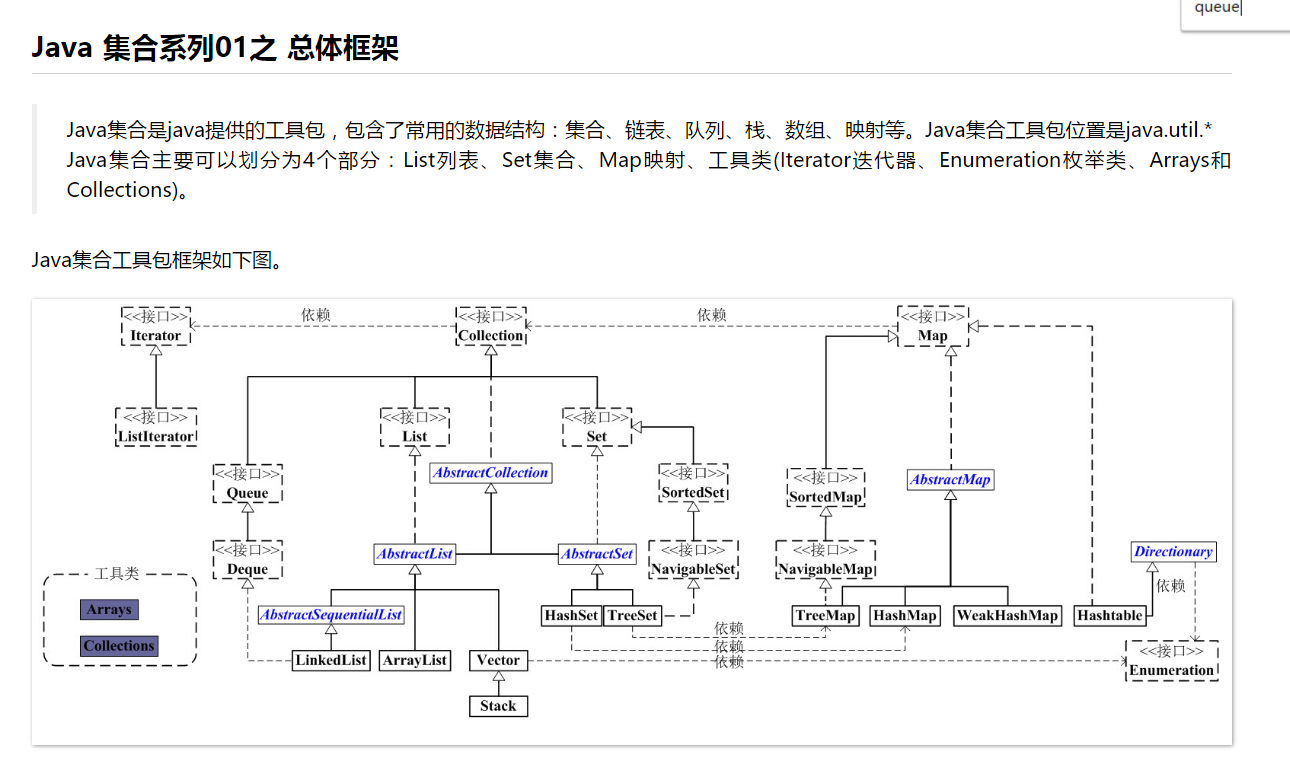 queue
Java 集合系列01之 总体框架
Java集合是java提供的工具包，包含了常用的数据结构：集合、链表、队列、栈、数组、映射等。Java集合工具包位置是java.util.*
Java集合主要可以划分为4个部分：List列表、Set集合、Map映射、工具类(Iterator迭代器、Enumeration枚举类、Arrays和
Collections)。
Java集合工具包框架如下图。
<<接口>>
Iterator
依赖
<<接口>>
Collection
依赖
<<接口>>
Map
<<接口>>
ListIterator
<<接口>>
List
<<接口>>
Set
<<接口>>
Queue
AbstractCollection
<<接口>>
SortedSet
<<接口>>
SortedMap
AbstractMap
<<接口>>
Deque
AbstractList
AbstractSet
<<接口>>
NavigableSet
<<接口>>
NavigableMap
Directionary
工具类
Arrays
Collections
依赖
AbstractSequentialList
HashSet
TreeSet
TreeMap
HashMap
WeakHashMap
Hashtable
依赖
依赖
依赖
LinkedList
ArrayList
Vector
<<接口>>
Enumeration
Stack